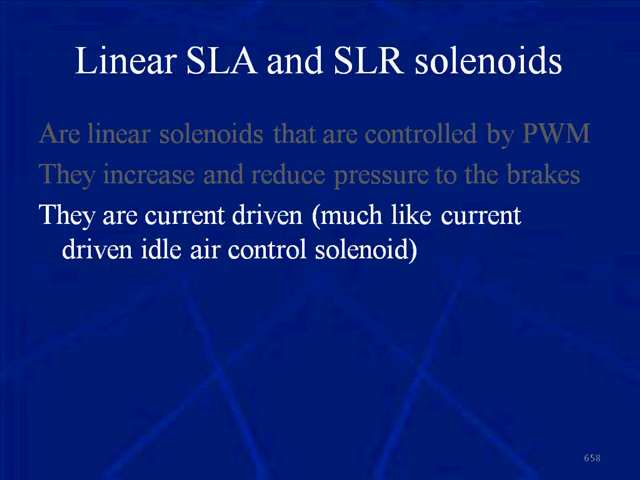 Linear SLA and SLR solenoids
Are linear solenoids that are controlled by PWM
They increase and reduce pressure to the brakes
They are current driven (much like current
driven idle air control solenoid)
658